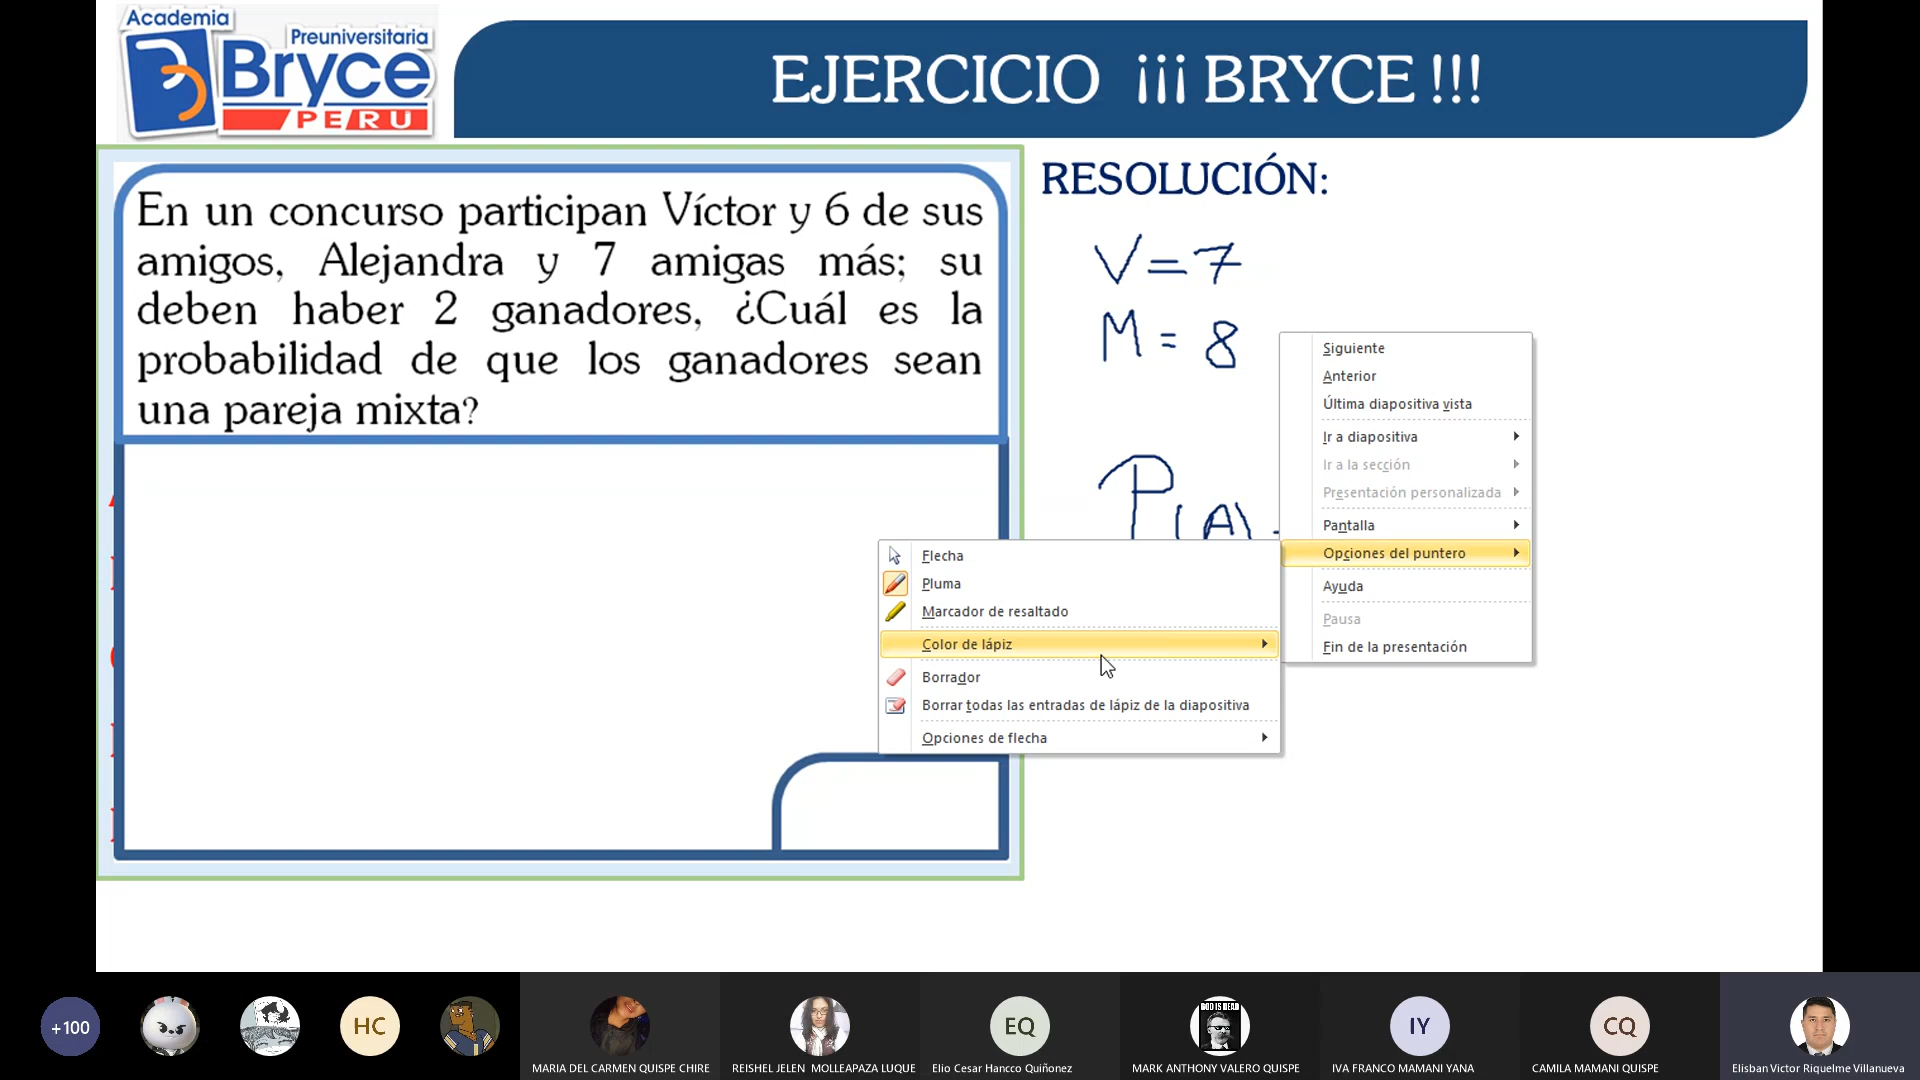 Academia
Preuniversitaria
Bryce
PERU
EJERCICIO ¡¡¡ BRYCE !!!
En un concurso participan Víctor y 6 de sus
amigos, Alejandra y 7 amigas más; su
deben haber 2 ganadores, ¿Cuál es la
probabilidad de que los ganadores sean
una pareja mixta?
RESOLUCIÓN:
V = 7
M = 8
P(A)
Siguiente
Anterior
Última diapositiva vista
Ir a diapositiva
Ir a la sección
Presentación personalizada
Pantalla
Opciones del puntero
Ayuda
Pausa
Fin de la presentación
Flecha
Pluma
Marcador de resaltado
Color de lápiz
Borrador
Borrar todas las entradas de lápiz de la diapositiva
Opciones de flecha
+100
HC
EQ
GOD IS DEAD
IY
CQ
MARIA DEL CARMEN QUISPE CHIRE
REISHEL JELEN MOLLEAPAZA LUQUE
Elio Cesar Hancco Quiñonez
MARK ANTHONY VALERO QUISPE
IVA FRANCO MAMANI YANA
CAMILA MAMANI QUISPE
Elisban Victor Riquelme Villanueva